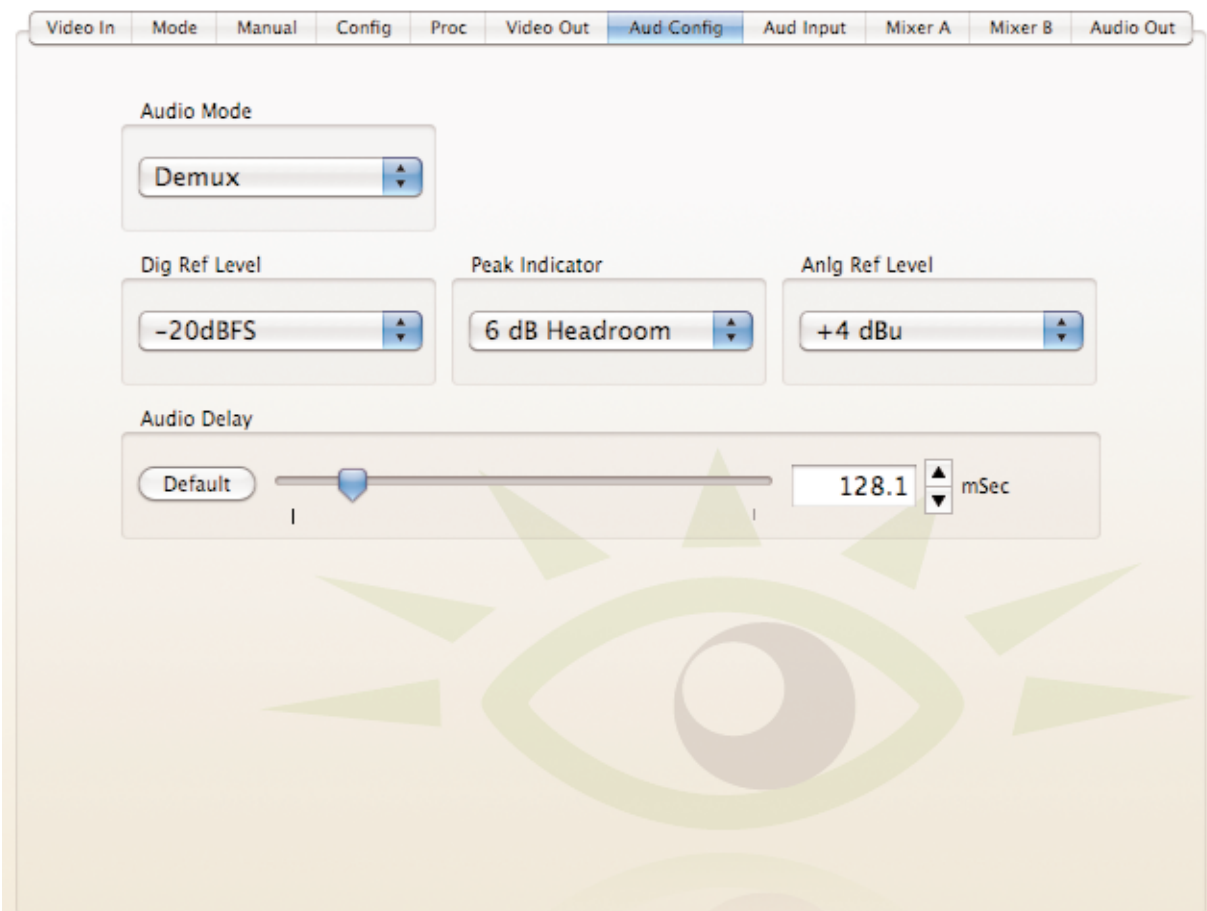 Video In Mode Manual Config Proc Video Out Aud Config Aud Input Mixer A Mixer B Audio Out
Audio Mode
Demux
Dig Ref Level Peak Indicator Anlg Ref Level
-20dBFS 6 dB Headroom +4 dBu
Audio Delay
Default 128.1 mSec